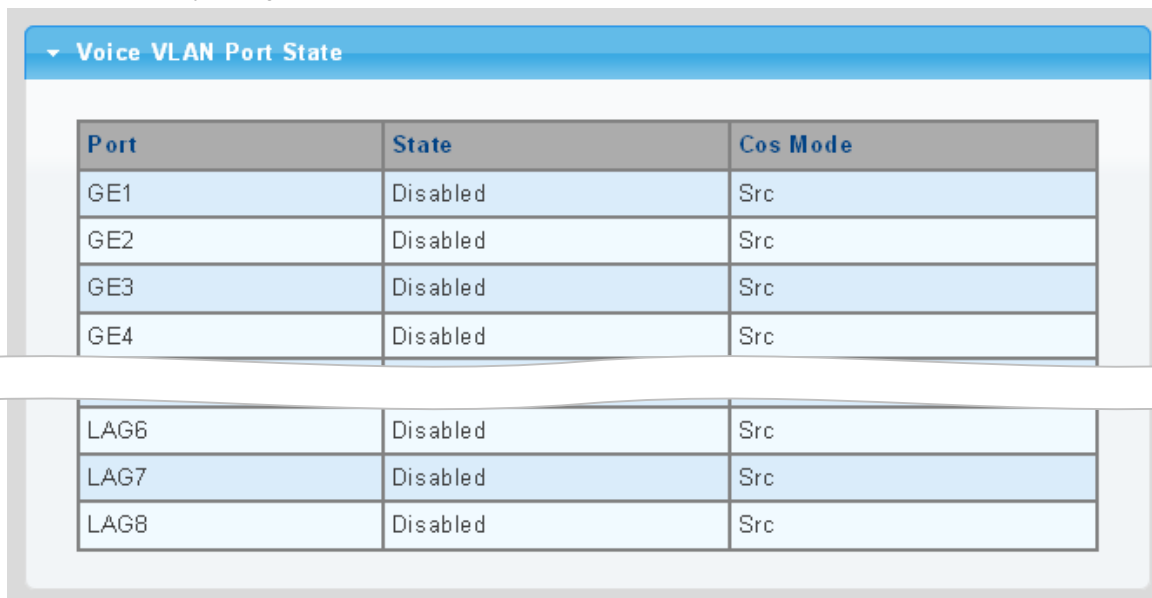 Voice VLAN Port State
Port State Cos Mode
GE1 Disabled Src
GE2 Disabled Src
GE3 Disabled Src
GE4 Disabled Src
LAG6 Disabled Src
LAG7 Disabled Src
LAG8 Disabled Src